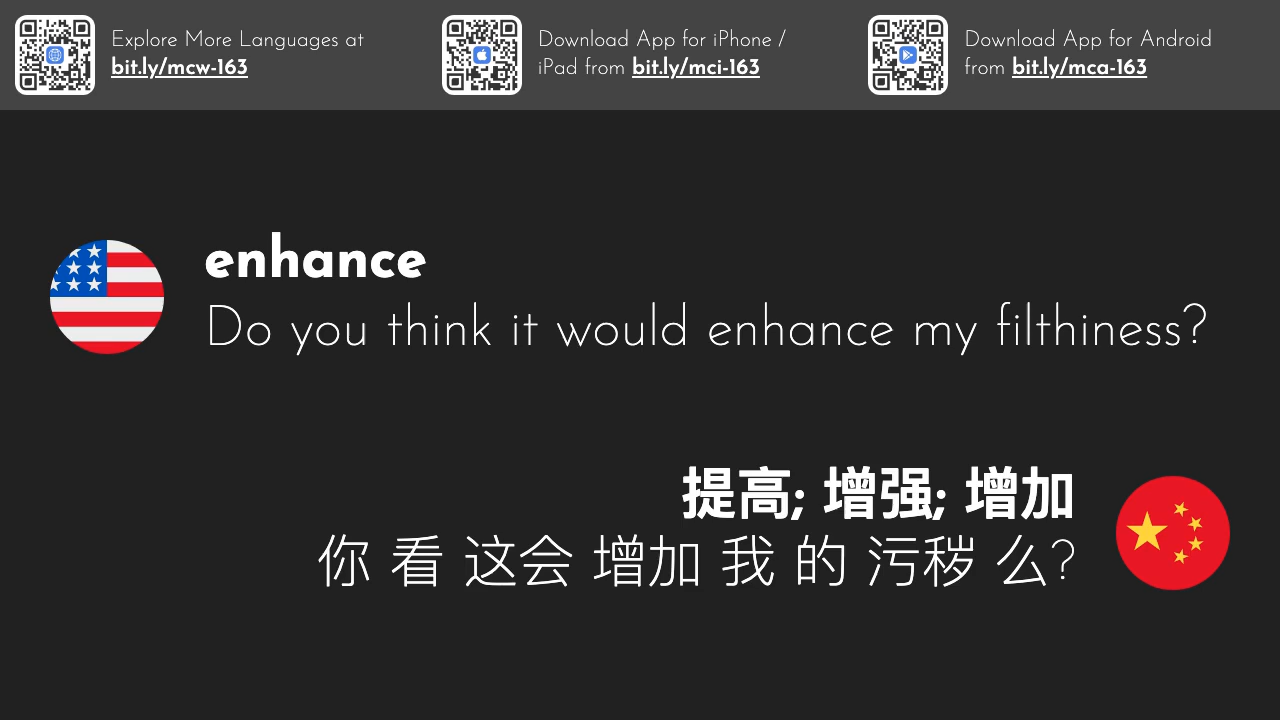 Explore More Languages at
bit.ly/mcw-163
Download App for iPhone /
iPad from bit.ly/mci-163
Download App for Android
from bit.ly/mca-163
enhance
Do you think it would enhance my filthiness?
提高; 增强; 增加
你 看 这会 增加 我 的 污秽 么?